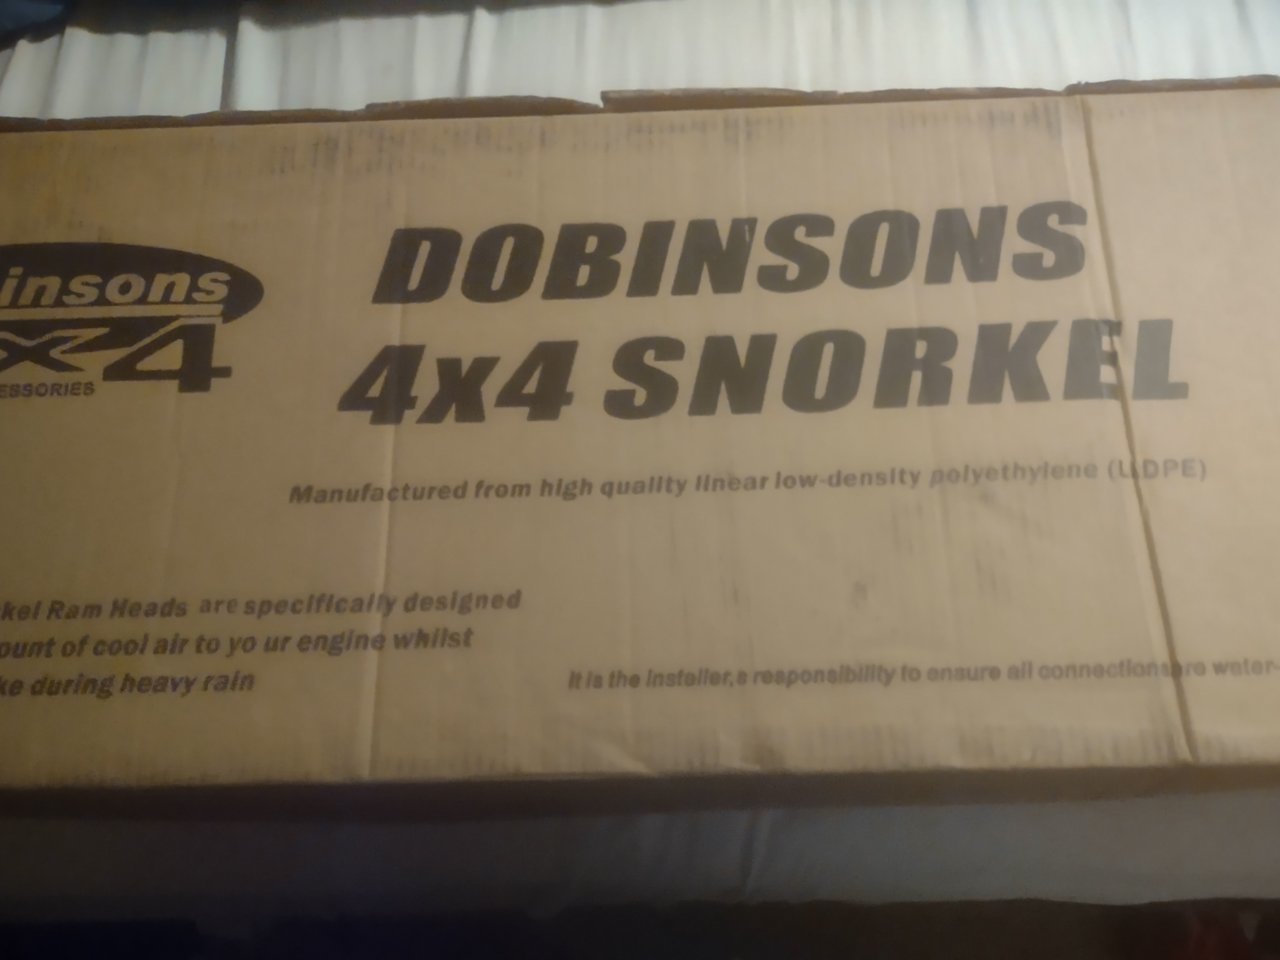 insons
x4
ESSORIES
DOBINSONS
4x4 SNORKEL
Manufactured from high quality linear low-density polyethylene (LLDPE)
kel Ram Heads are specifically designed
ount of cool air to yo ur engine whilst
ke during heavy rain
It is the installer,s responsibility to ensure all connections are water-